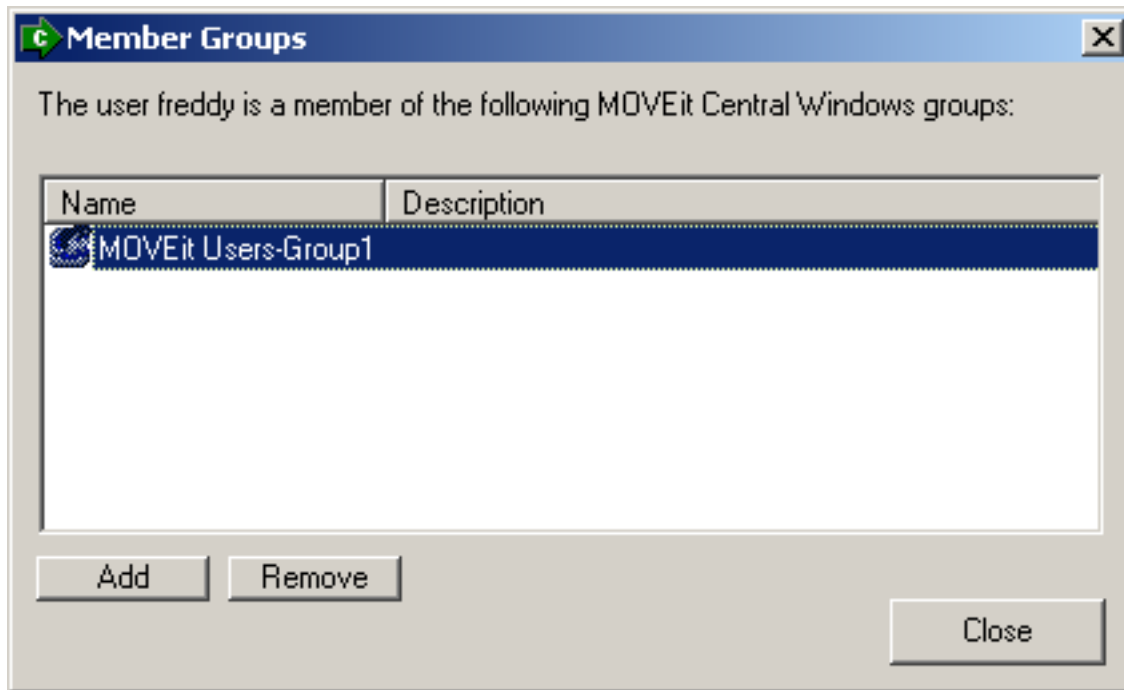 C Member Groups
The user freddy is a member of the following MOVEit Central Windows groups:
Name Description
MOVEit Users-Group1
Add Remove
Close